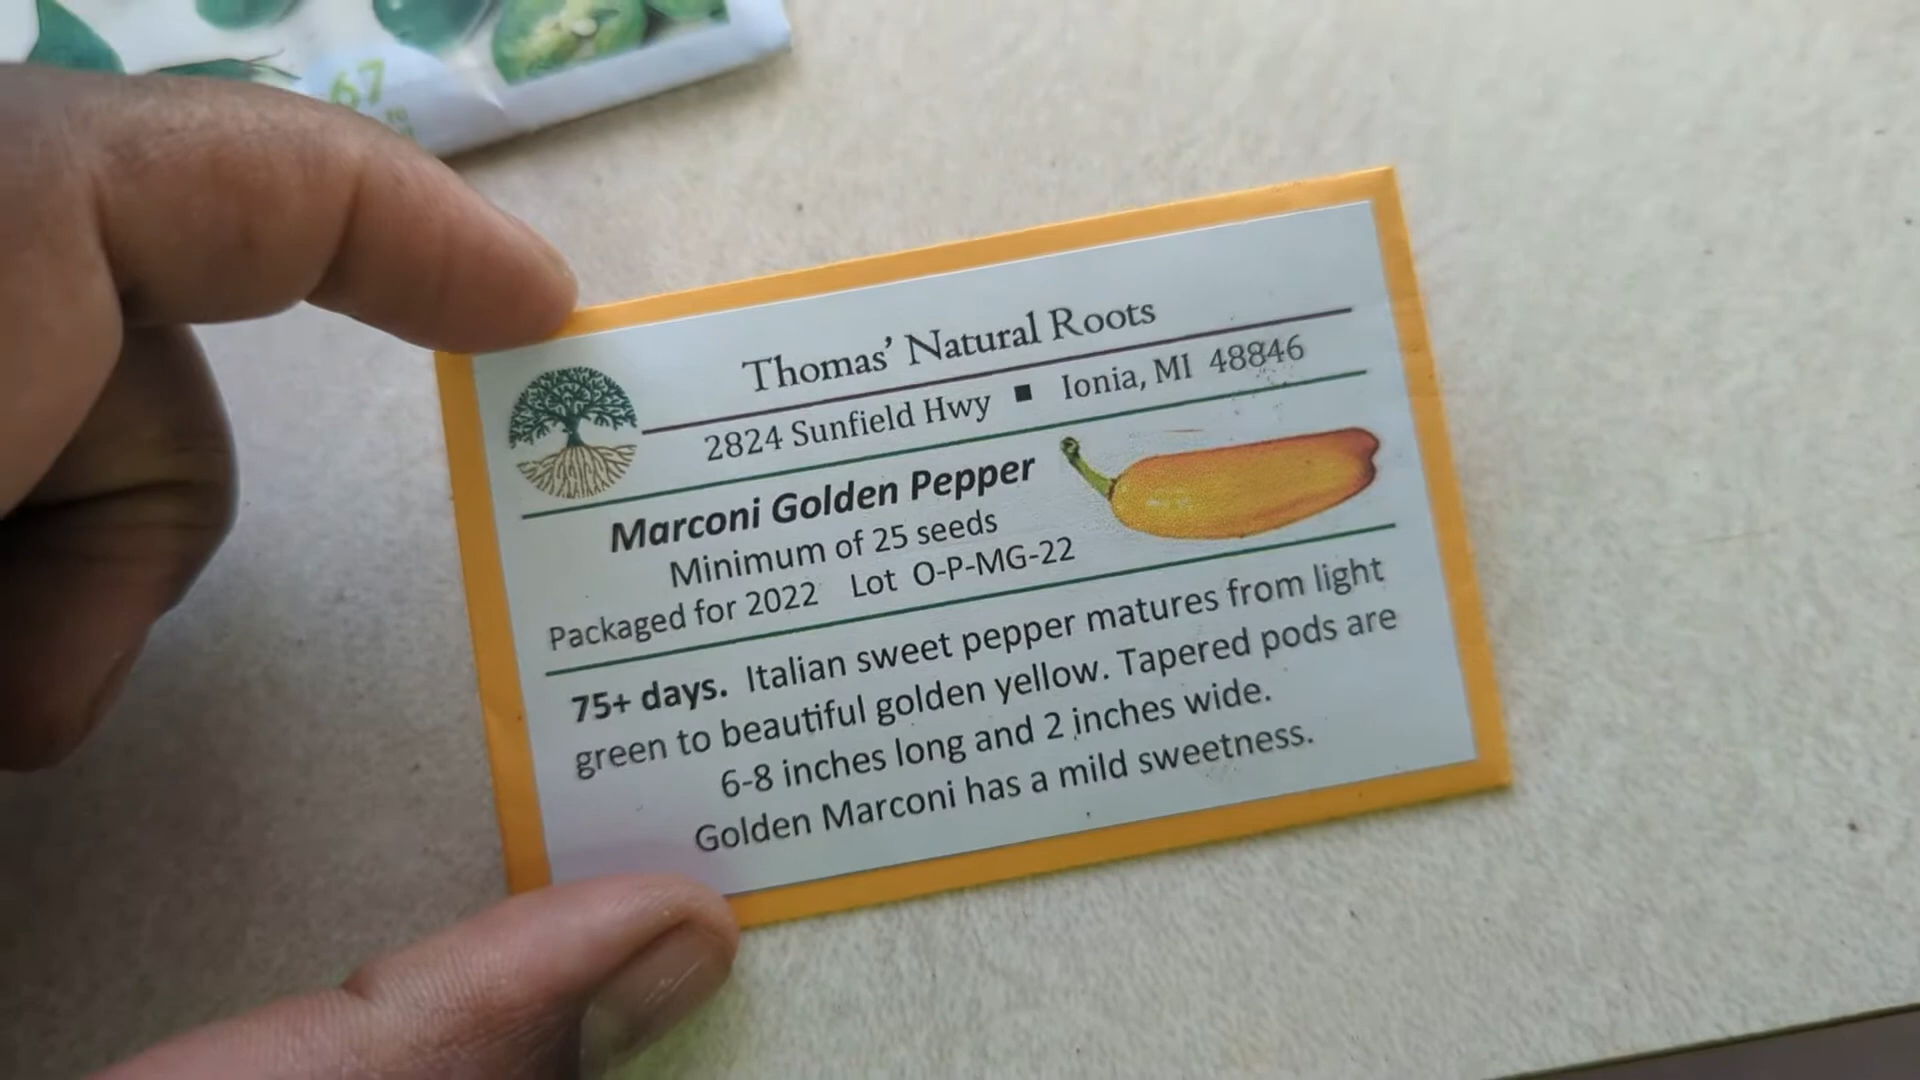 67
Thomas' Natural Roots
2824 Sunfield Hwy ■ Ionia, MI 48846
Marconi Golden Pepper
Minimum of 25 seeds
Packaged for 2022 Lot O-P-MG-22
75+ days. Italian sweet pepper matures from light
green to beautiful golden yellow. Tapered pods are
6-8 inches long and 2 inches wide.
Golden Marconi has a mild sweetness.